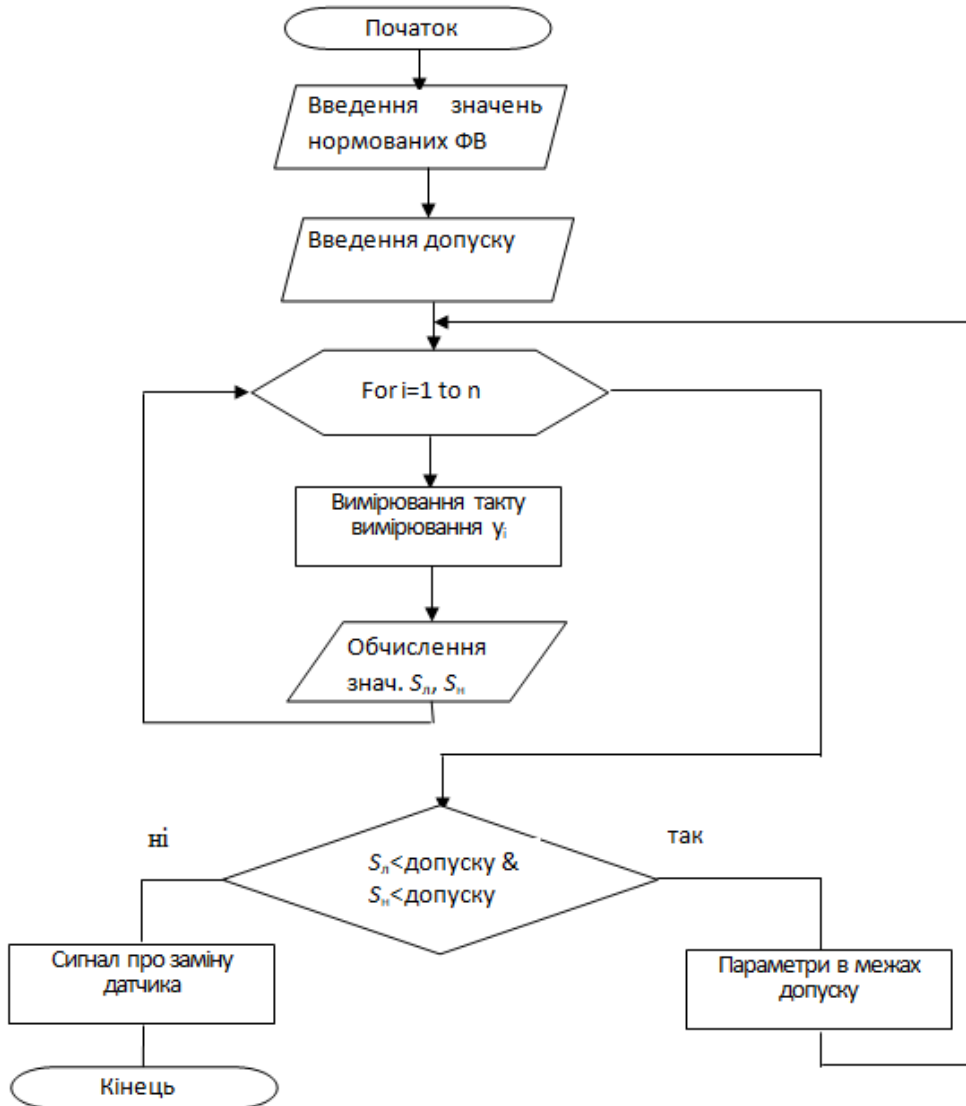 Початок
Введення значень
нормованих ФВ
Введення допуску
For i=1 to n
Вимірювання такту
вимірювання yᵢ
Обчислення
знач. Sл, Sн
ні
так
Sл<допуску &
Sн<допуску
Сигнал про заміну
датчика
Параметри в межах
допуску
Кінець